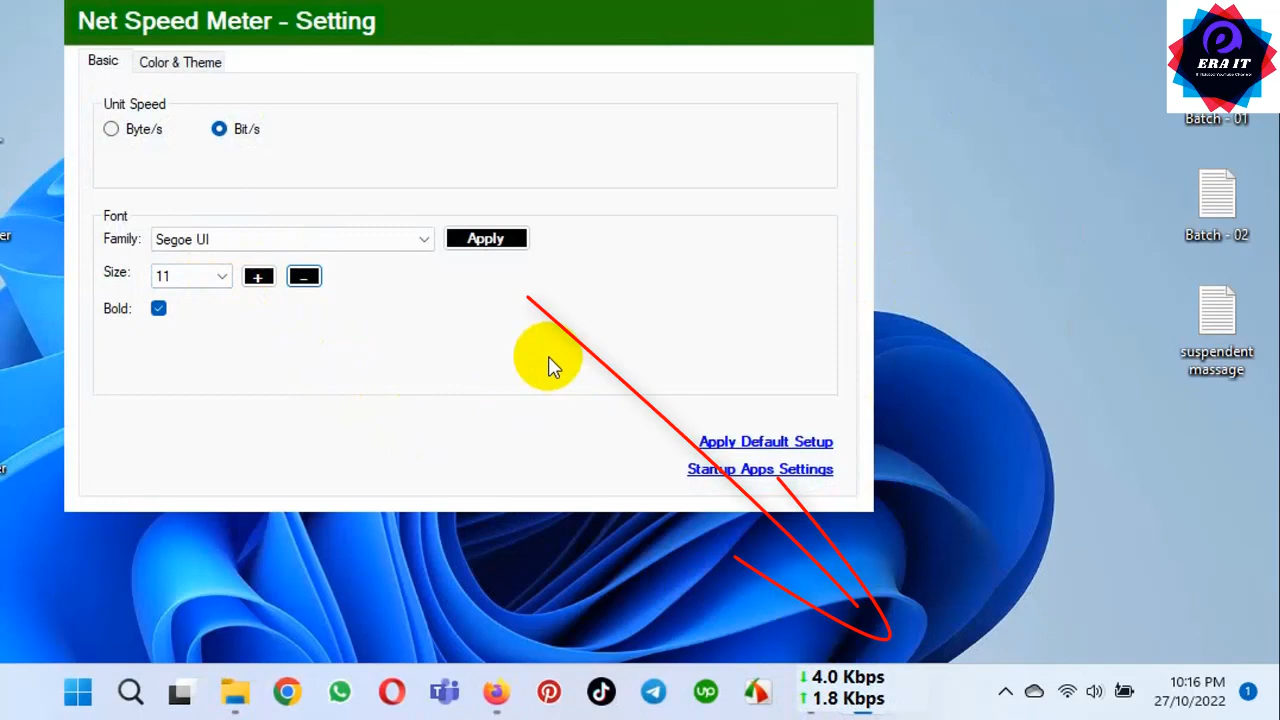 Net Speed Meter - Setting
Basic
Color & Theme
Unit Speed
Byte/s
Bit/s
Font
Family:
Segoe UI
Apply
Size:
11
+
-
Bold:
Apply Default Setup
Startup Apps Settings
ERA IT
Batch - 01
Batch - 02
suspendent
massage
up
↓ 4.0 Kbps
↑ 1.8 Kbps
10:16 PM
27/10/2022
1